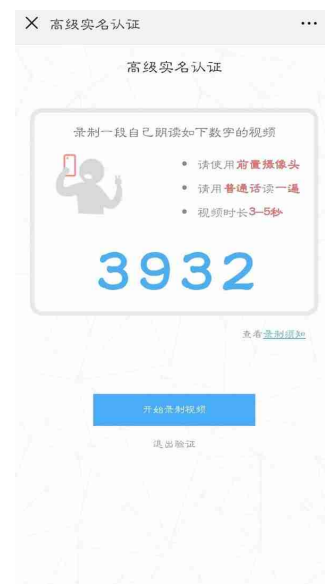 高级实名认证
高级实名认证
录制一段自己朗读如下数字的视频
请使用前置摄像头
请用普通话读一遍
视频时长3-5秒
3932
查看录制须知
开始录制视频
退出验证